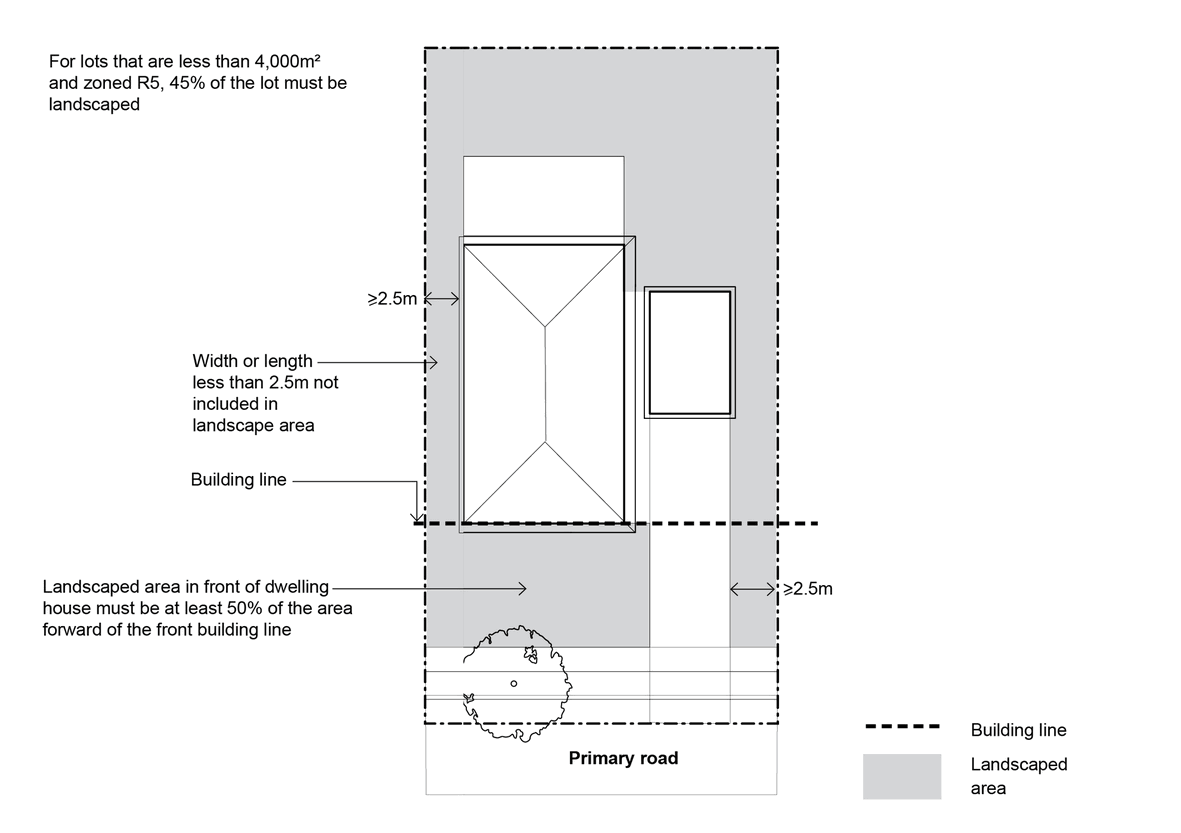 For lots that are less than 4,000m²
and zoned R5, 45% of the lot must be
landscaped
⩾2.5m
Width or length
less than 2.5m not
included in
landscape area
Building line
Landscaped area in front of dwelling
house must be at least 50% of the area
forward of the front building line
⩾2.5m
Primary road
Building line
Landscaped
area